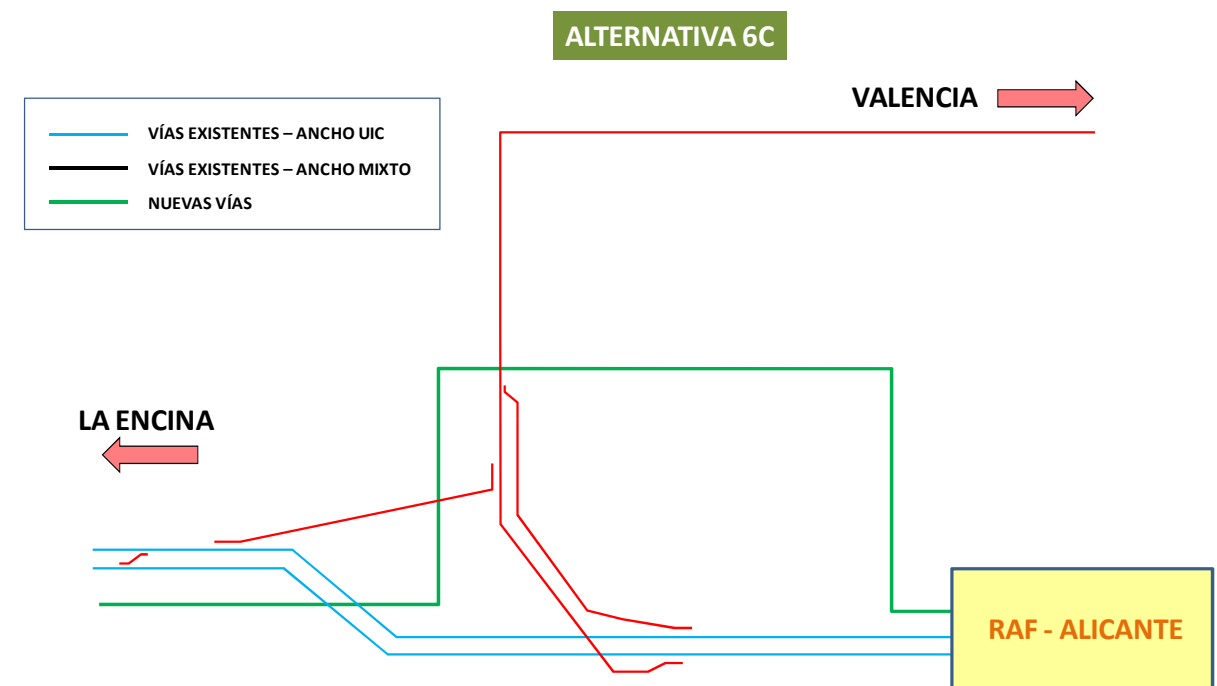 ALTERNATIVA 6C
VALENCIA
VÍAS EXISTENTES – ANCHO UIC
VÍAS EXISTENTES – ANCHO MIXTO
NUEVAS VÍAS
LA ENCINA
RAF - ALICANTE